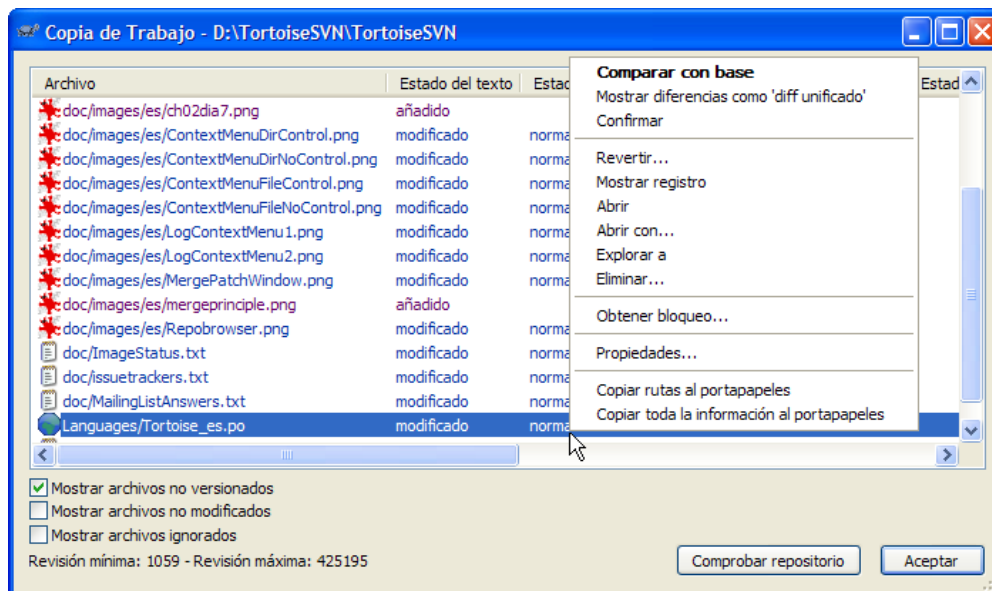 Copia de Trabajo - D:\TortoiseSVN\TortoiseSVN
Archivo Estado del texto Estad
doc/images/es/ch02dia7.png añadido
doc/images/es/ContextMenuDirControl.png modificado norma
doc/images/es/ContextMenuDirNoControl.png modificado norma
doc/images/es/ContextMenuFileControl.png modificado norma
doc/images/es/ContextMenuFileNoControl.png modificado norma
doc/images/es/LogContextMenu1.png modificado norma
doc/images/es/LogContextMenu2.png modificado norma
doc/images/es/MergePatchWindow.png modificado norma
doc/images/es/mergeprinciple.png añadido
doc/images/es/Repobrowser.png modificado norma
doc/ImageStatus.txt modificado norma
doc/issuetrackers.txt modificado norma
doc/MailingListAnswers.txt modificado norma
Languages/Tortoise_es.po modificado norma
Comparar con base
Mostrar diferencias como 'diff unificado'
Confirmar
Revertir...
Mostrar registro
Abrir
Abrir con...
Explorar a
Eliminar...
Obtener bloqueo...
Propiedades...
Copiar rutas al portapapeles
Copiar toda la información al portapapeles
Estad
Mostrar archivos no versionados
Mostrar archivos no modificados
Mostrar archivos ignorados
Revisión mínima: 1059 - Revisión máxima: 425195
Comprobar repositorio
Aceptar